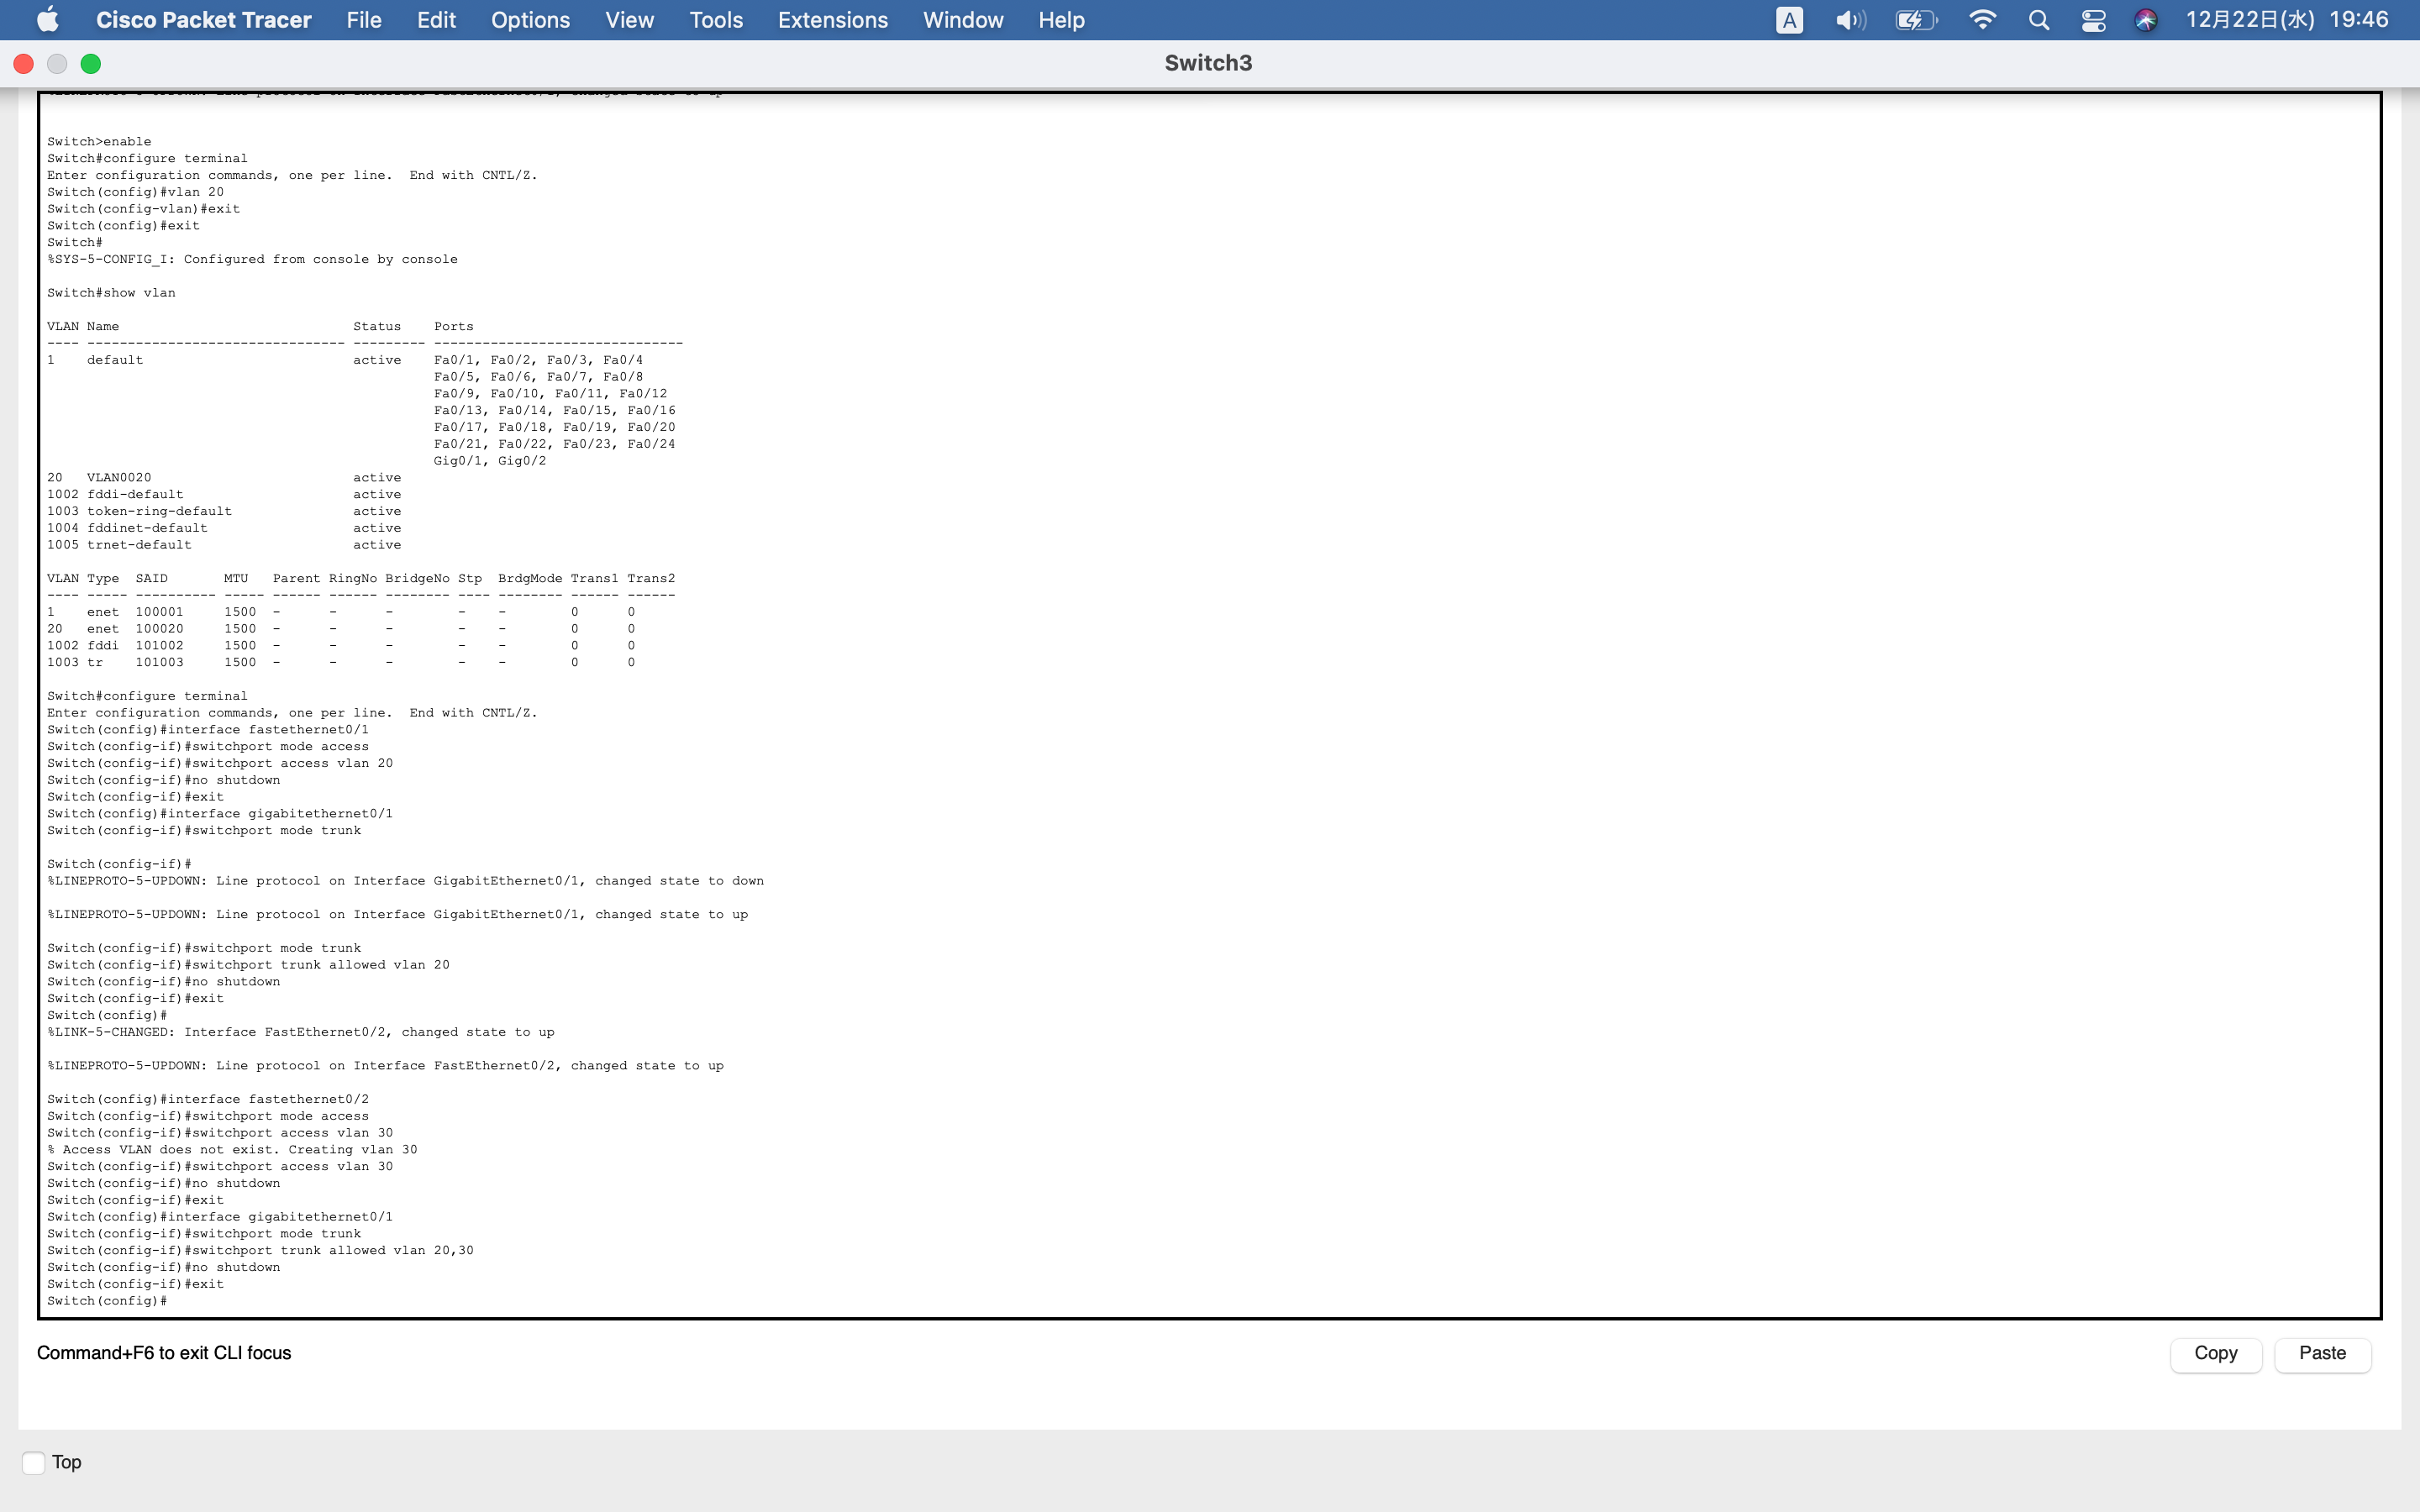 Cisco Packet Tracer File Edit Options View Tools Extensions Window Help A 12月22日(水) 19:46
Switch3
Switch>enable
Switch#configure terminal
Enter configuration commands, one per line.  End with CNTL/Z.
Switch(config)#vlan 20
Switch(config-vlan)#exit
Switch(config)#exit
Switch#
%SYS-5-CONFIG_I: Configured from console by console
Switch#show vlan
VLAN Name                             Status    Ports
---- -------------------------------- --------- -------------------------------
1    default                          active    Fa0/1, Fa0/2, Fa0/3, Fa0/4
                                                Fa0/5, Fa0/6, Fa0/7, Fa0/8
                                                Fa0/9, Fa0/10, Fa0/11, Fa0/12
                                                Fa0/13, Fa0/14, Fa0/15, Fa0/16
                                                Fa0/17, Fa0/18, Fa0/19, Fa0/20
                                                Fa0/21, Fa0/22, Fa0/23, Fa0/24
                                                Gig0/1, Gig0/2
20   VLAN0020                         active
1002 fddi-default                     active
1003 token-ring-default               active
1004 fddinet-default                  active
1005 trnet-default                    active
VLAN Type  SAID       MTU   Parent RingNo BridgeNo Stp  BrdgMode Trans1 Trans2
---- ----- ---------- ----- ------ ------ -------- ---- -------- ------ ------
1    enet  100001     1500  -      -      -        -    -        0      0
20   enet  100020     1500  -      -      -        -    -        0      0
1002 fddi  101002     1500  -      -      -        -    -        0      0
1003 tr    101003     1500  -      -      -        -    -        0      0
Switch#configure terminal
Enter configuration commands, one per line.  End with CNTL/Z.
Switch(config)#interface fastethernet0/1
Switch(config-if)#switchport mode access
Switch(config-if)#switchport access vlan 20
Switch(config-if)#no shutdown
Switch(config-if)#exit
Switch(config)#interface gigabitethernet0/1
Switch(config-if)#switchport mode trunk
Switch(config-if)#
%LINEPROTO-5-UPDOWN: Line protocol on Interface GigabitEthernet0/1, changed state to down
%LINEPROTO-5-UPDOWN: Line protocol on Interface GigabitEthernet0/1, changed state to up
Switch(config-if)#switchport mode trunk
Switch(config-if)#switchport trunk allowed vlan 20
Switch(config-if)#no shutdown
Switch(config-if)#exit
Switch(config)#
%LINK-5-CHANGED: Interface FastEthernet0/2, changed state to up
%LINEPROTO-5-UPDOWN: Line protocol on Interface FastEthernet0/2, changed state to up
Switch(config)#interface fastethernet0/2
Switch(config-if)#switchport mode access
Switch(config-if)#switchport access vlan 30
% Access VLAN does not exist. Creating vlan 30
Switch(config-if)#switchport access vlan 30
Switch(config-if)#no shutdown
Switch(config-if)#exit
Switch(config)#interface gigabitethernet0/1
Switch(config-if)#switchport mode trunk
Switch(config-if)#switchport trunk allowed vlan 20,30
Switch(config-if)#no shutdown
Switch(config-if)#exit
Switch(config)#
Command+F6 to exit CLI focus
Copy Paste
Top